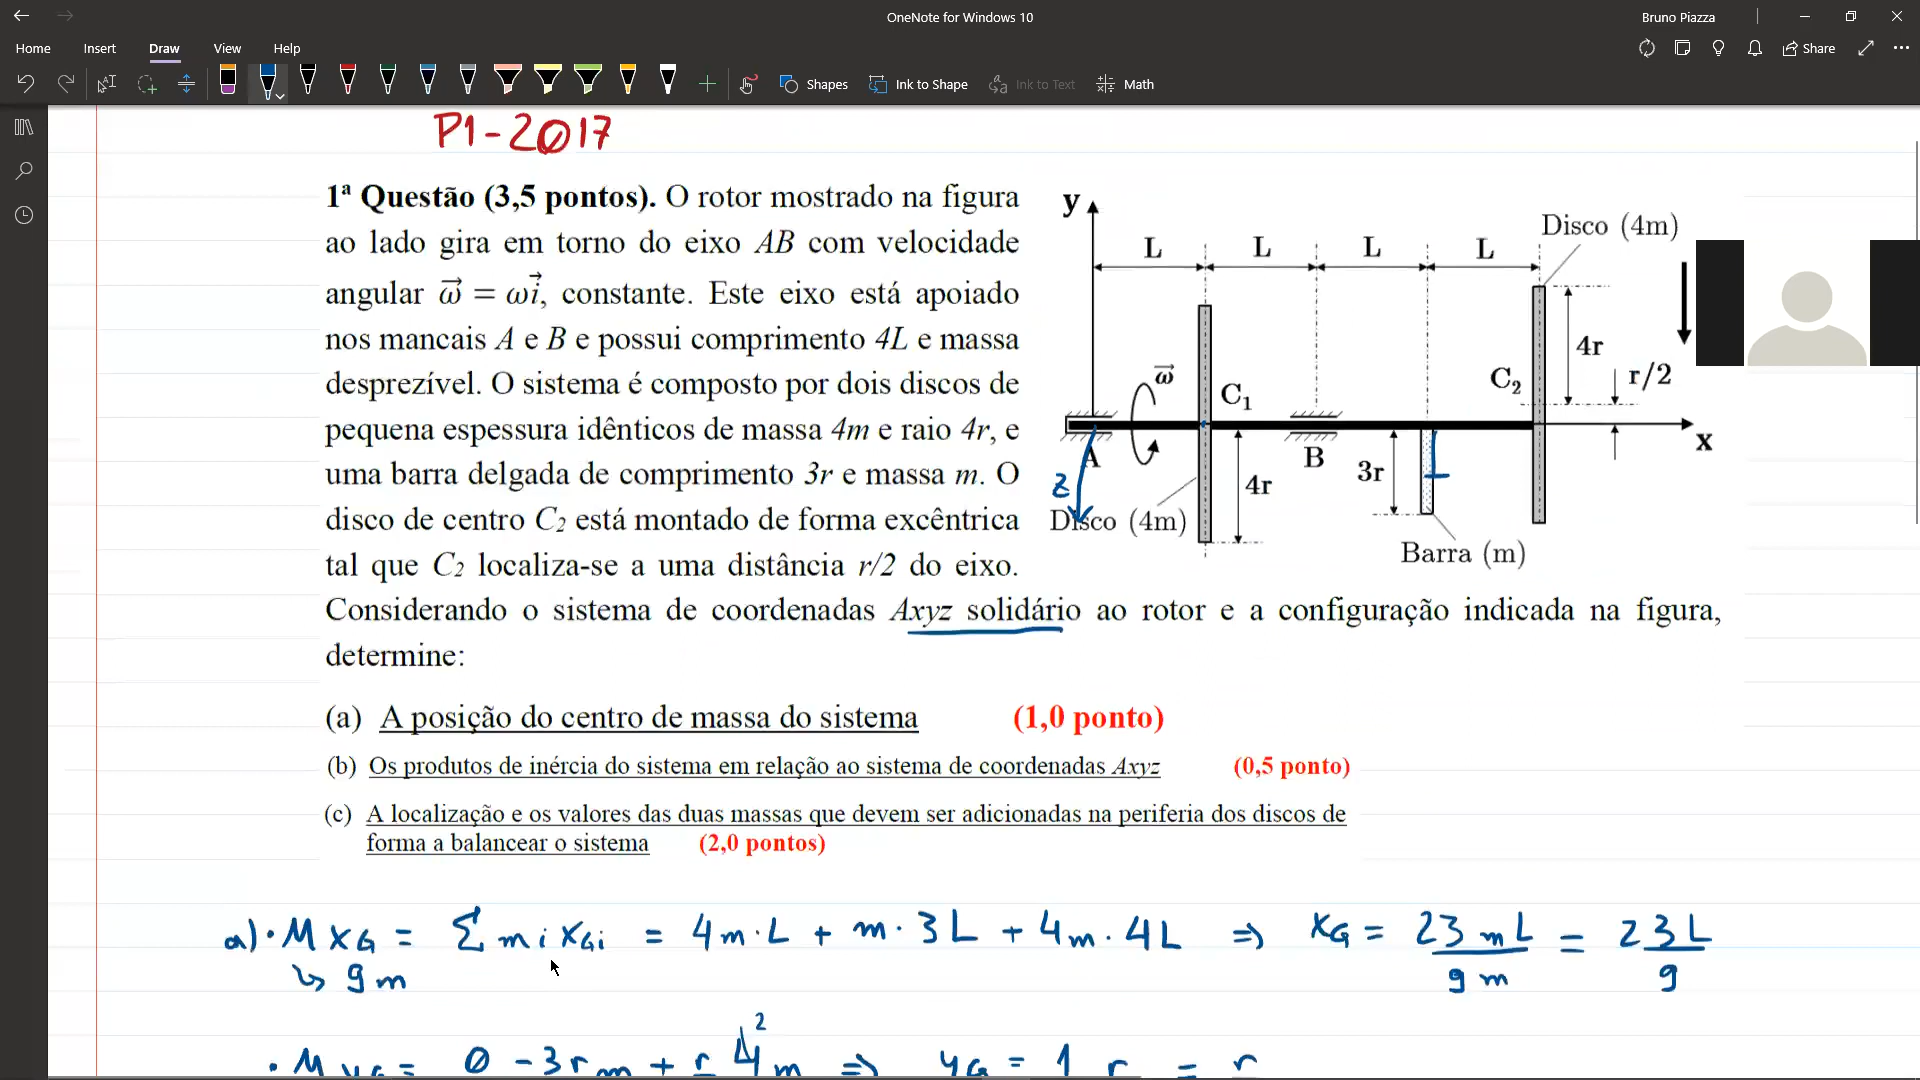 OneNote for Windows 10
Bruno Piazza
Home Insert Draw View Help
Share
Shapes Ink to Shape Ink to Text Math
P1-2017
1ª Questão (3,5 pontos). O rotor mostrado na figura
ao lado gira em torno do eixo AB com velocidade
angular ω⃗ = ωi⃗, constante. Este eixo está apoiado
nos mancais A e B e possui comprimento 4L e massa
desprezível. O sistema é composto por dois discos de
pequena espessura idênticos de massa 4m e raio 4r, e
uma barra delgada de comprimento 3r e massa m. O
disco de centro C₂ está montado de forma excêntrica
tal que C₂ localiza-se a uma distância r/2 do eixo.
Considerando o sistema de coordenadas Axyz solidário ao rotor e a configuração indicada na figura,
determine:
y
Disco (4m)
L L L L
4r
ω⃗
C₁
C₂
r/2
x
A
B
3r
4r
z
Disco (4m)
Barra (m)
(a) A posição do centro de massa do sistema (1,0 ponto)
(b) Os produtos de inércia do sistema em relação ao sistema de coordenadas Axyz (0,5 ponto)
(c) A localização e os valores das duas massas que devem ser adicionadas na periferia dos discos de
forma a balancear o sistema (2,0 pontos)
a) · M xG = Σ mi xGi = 4m·L + m·3L + 4m·4L ⇒ xG = 23 mL / 9m = 23L / 9
↳ 9m